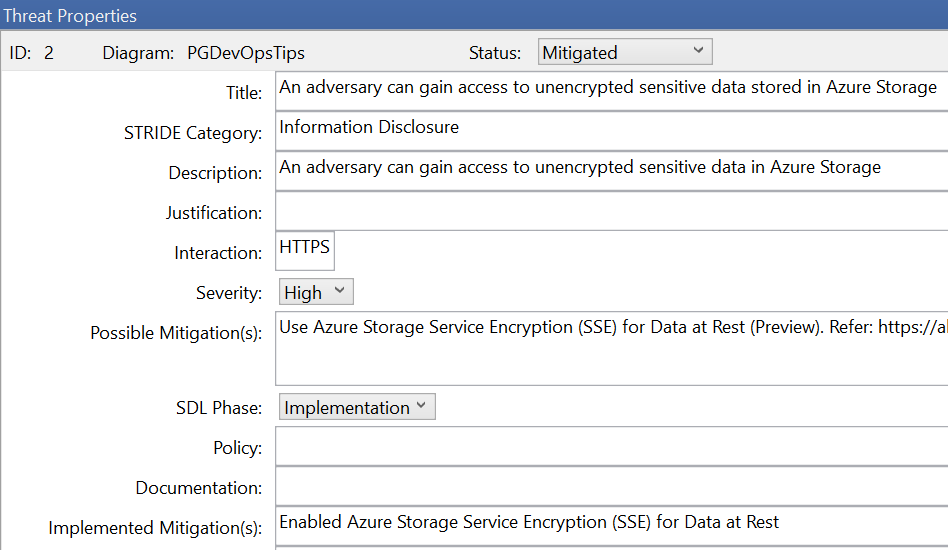 Threat Properties
ID: 2 Diagram: PGDevOpsTips Status: Mitigated
Title: An adversary can gain access to unencrypted sensitive data stored in Azure Storage
STRIDE Category: Information Disclosure
Description: An adversary can gain access to unencrypted sensitive data in Azure Storage
Justification:
Interaction: HTTPS
Severity: High
Possible Mitigation(s): Use Azure Storage Service Encryption (SSE) for Data at Rest (Preview). Refer: https://a
SDL Phase: Implementation
Policy:
Documentation:
Implemented Mitigation(s): Enabled Azure Storage Service Encryption (SSE) for Data at Rest